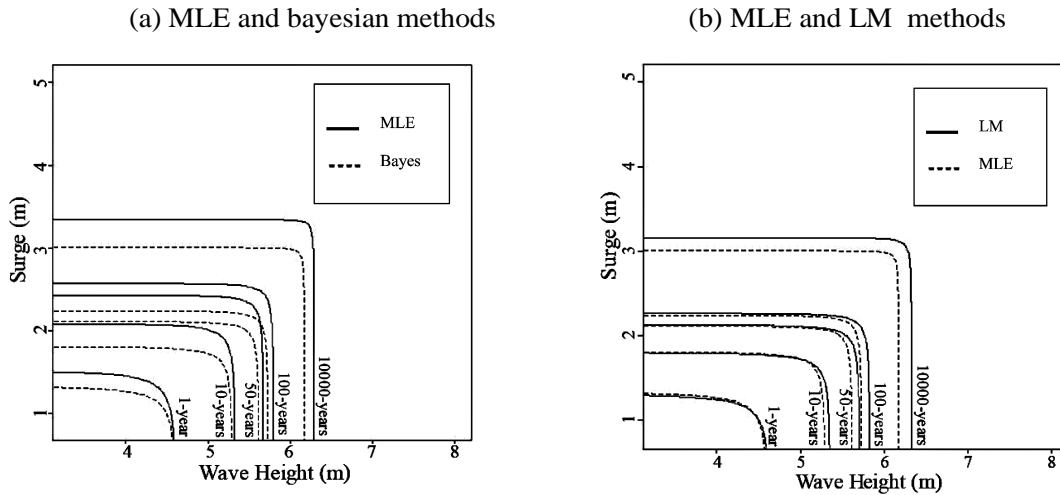 (a) MLE and bayesian methods
(b) MLE and LM methods
5
4
3
2
1
Surge (m)
MLE
Bayes
1-year
10-years
50-years
100-years
10000-years
4
5
6
7
8
Wave Height (m)
5
4
3
2
1
Surge (m)
LM
MLE
1-year
10-years
50-years
100-years
10000-years
4
5
6
7
8
Wave Height (m)